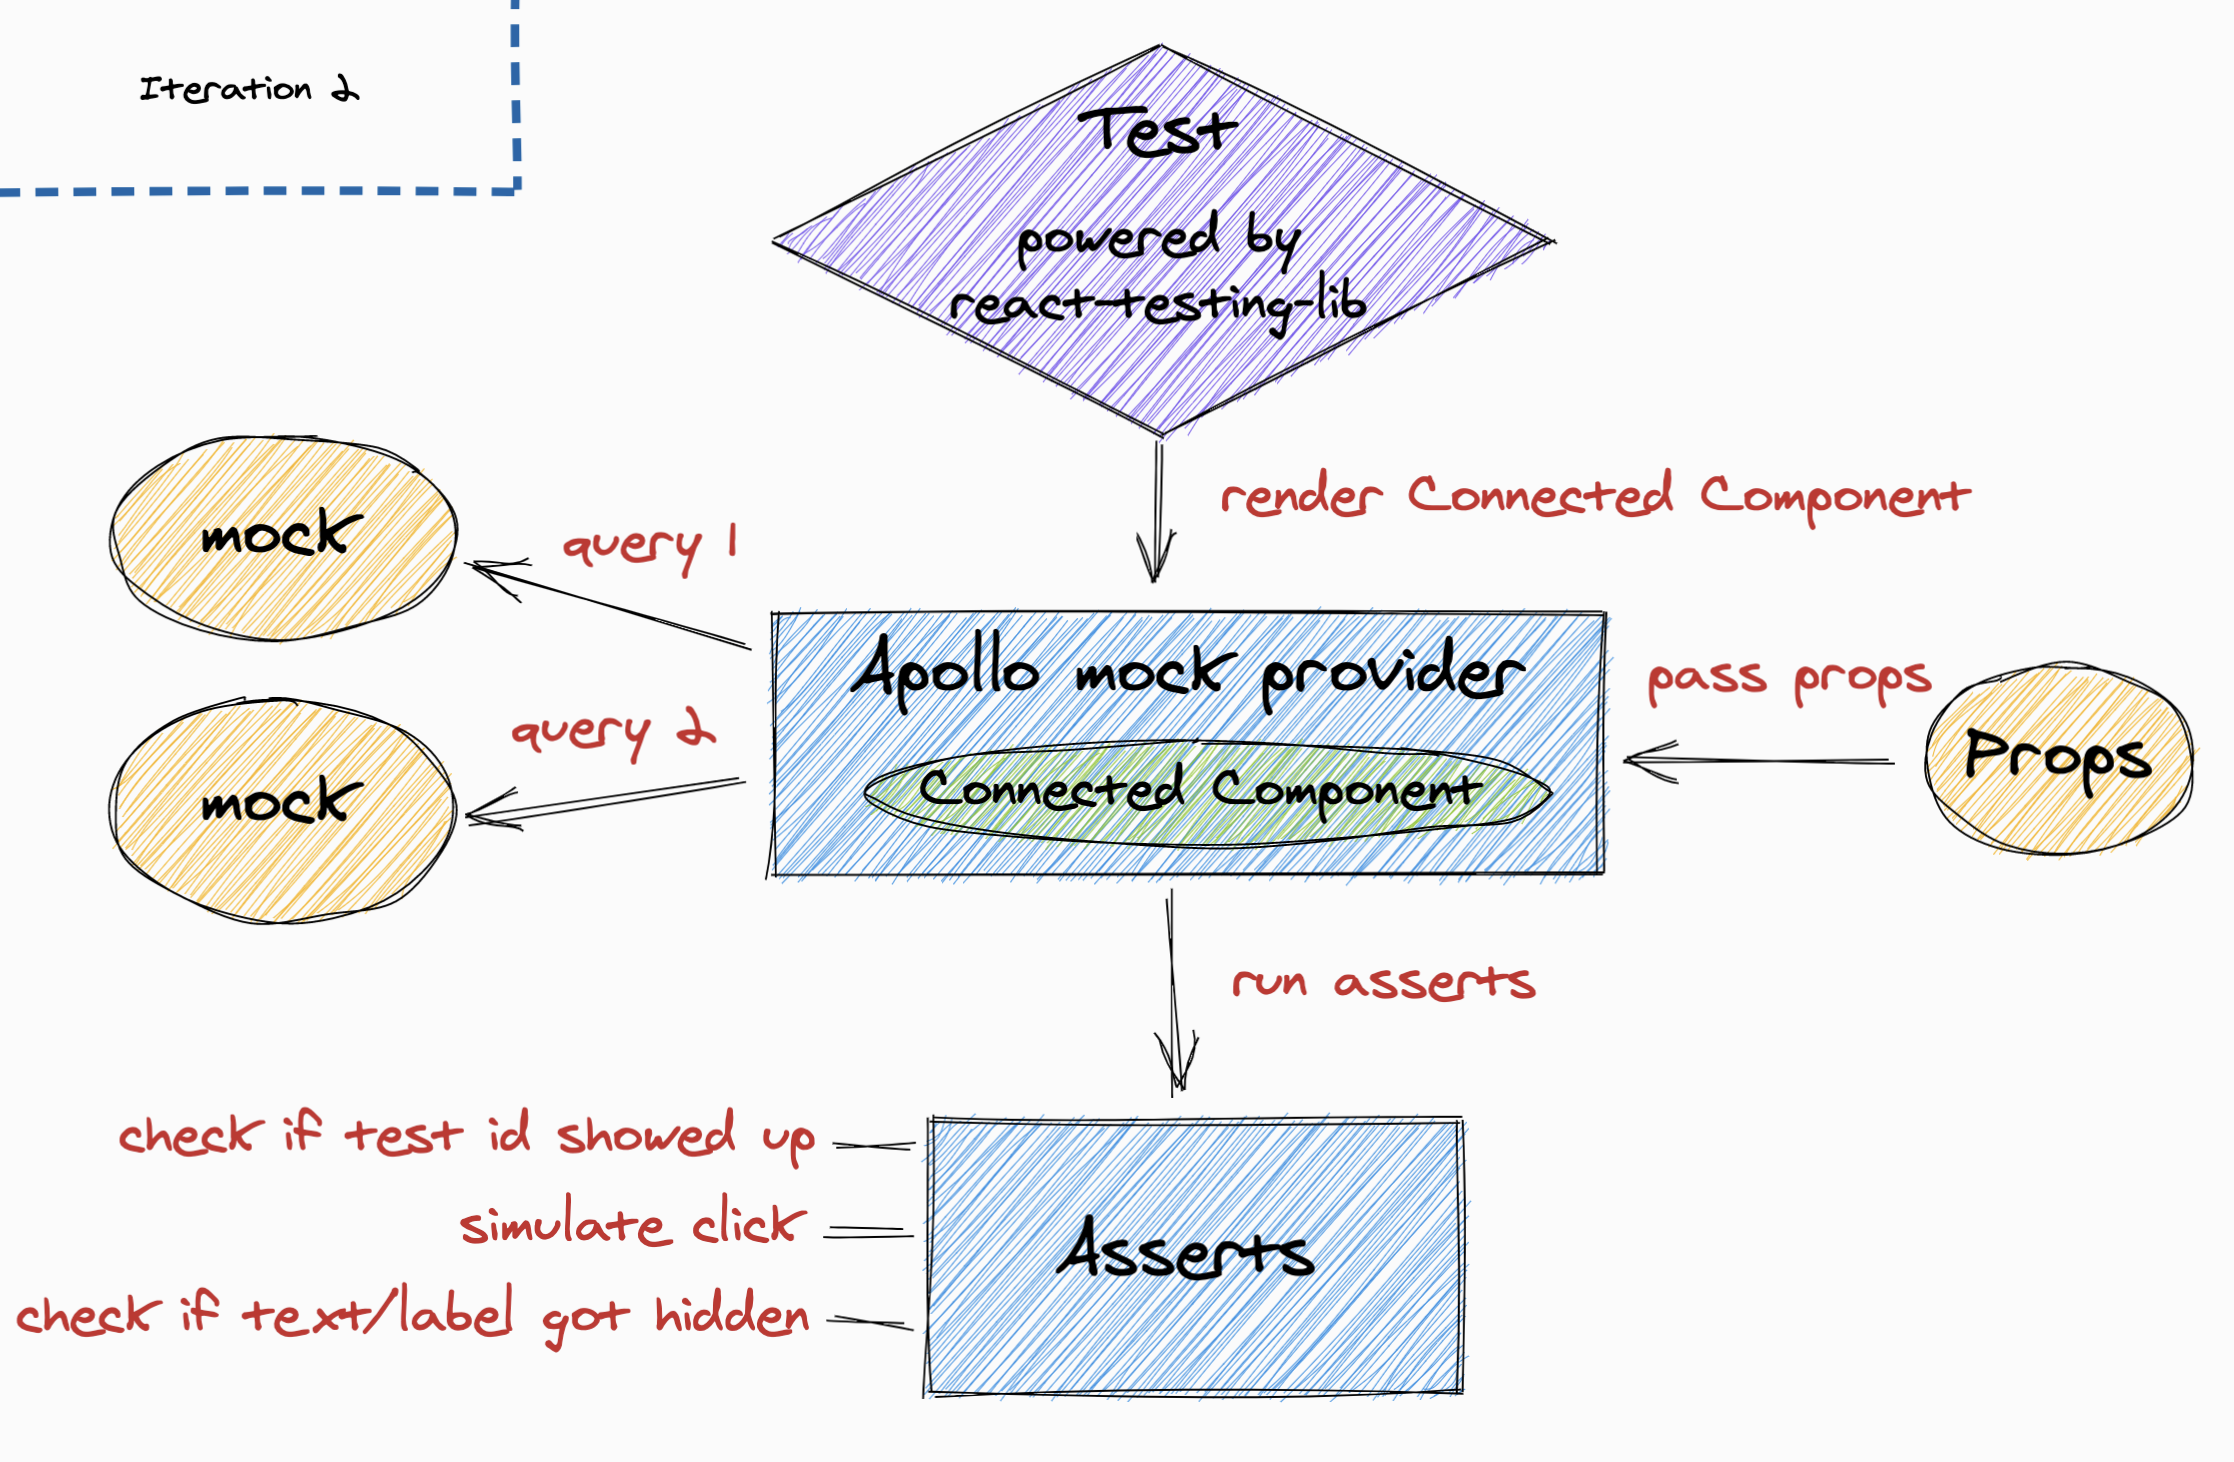 Iteration 2
Test
powered by
react-testing-lib
render Connected Component
mock
query 1
Apollo mock provider
Connected Component
pass props
Props
mock
query 2
run asserts
check if test id showed up
simulate click
check if text/label got hidden
Asserts